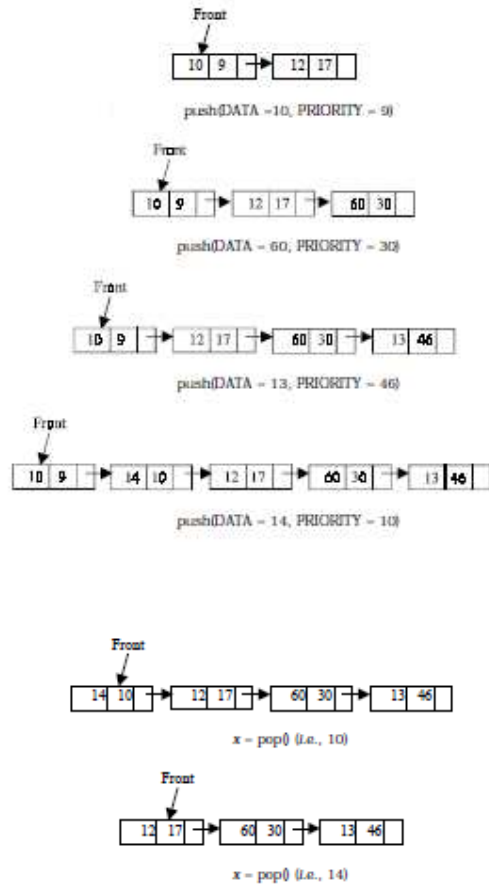 Front
10 9 12 17
push(DATA =10, PRIORITY = 9)
Front
10 9 12 17 60 30
push(DATA = 60, PRIORITY = 30)
Front
10 9 12 17 60 30 13 46
push(DATA = 13, PRIORITY = 46)
Front
10 9 14 10 12 17 60 30 13 46
push(DATA = 14, PRIORITY = 10)
Front
14 10 12 17 60 30 13 46
x = pop() (i.e., 10)
Front
12 17 60 30 13 46
x = pop() (i.e., 14)